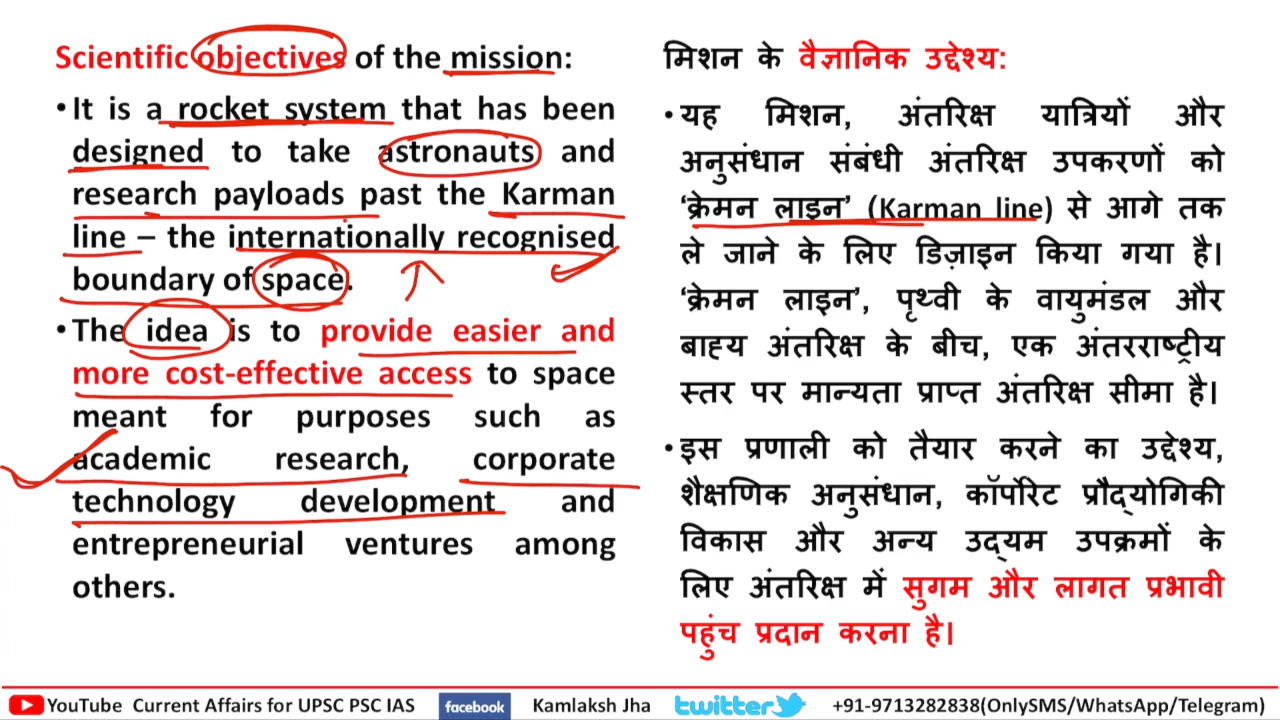 Scientific objectives of the mission:
•It is a rocket system that has been
designed to take astronauts and
research payloads past the Karman
line – the internationally recognised
boundary of space.
•The idea is to provide easier and
more cost-effective access to space
meant for purposes such as
academic research, corporate
technology development and
entrepreneurial ventures among
others.
मिशन के वैज्ञानिक उद्देश्य:
•यह मिशन, अंतरिक्ष यात्रियों और
अनुसंधान संबंधी अंतरिक्ष उपकरणों को
‘क्रेमन लाइन’ (Karman line) से आगे तक
ले जाने के लिए डिज़ाइन किया गया है।
‘क्रेमन लाइन’, पृथ्वी के वायुमंडल और
बाह्य अंतरिक्ष के बीच, एक अंतरराष्ट्रीय
स्तर पर मान्यता प्राप्त अंतरिक्ष सीमा है।
•इस प्रणाली को तैयार करने का उद्देश्य,
शैक्षणिक अनुसंधान, कॉर्पोरेट प्रौद्योगिकी
विकास और अन्य उद्यम उपक्रमों के
लिए अंतरिक्ष में सुगम और लागत प्रभावी
पहुंच प्रदान करना है।
YouTube Current Affairs for UPSC PSC IAS facebook Kamlaksh Jha twitter +91-9713282838(OnlySMS/WhatsApp/Telegram)